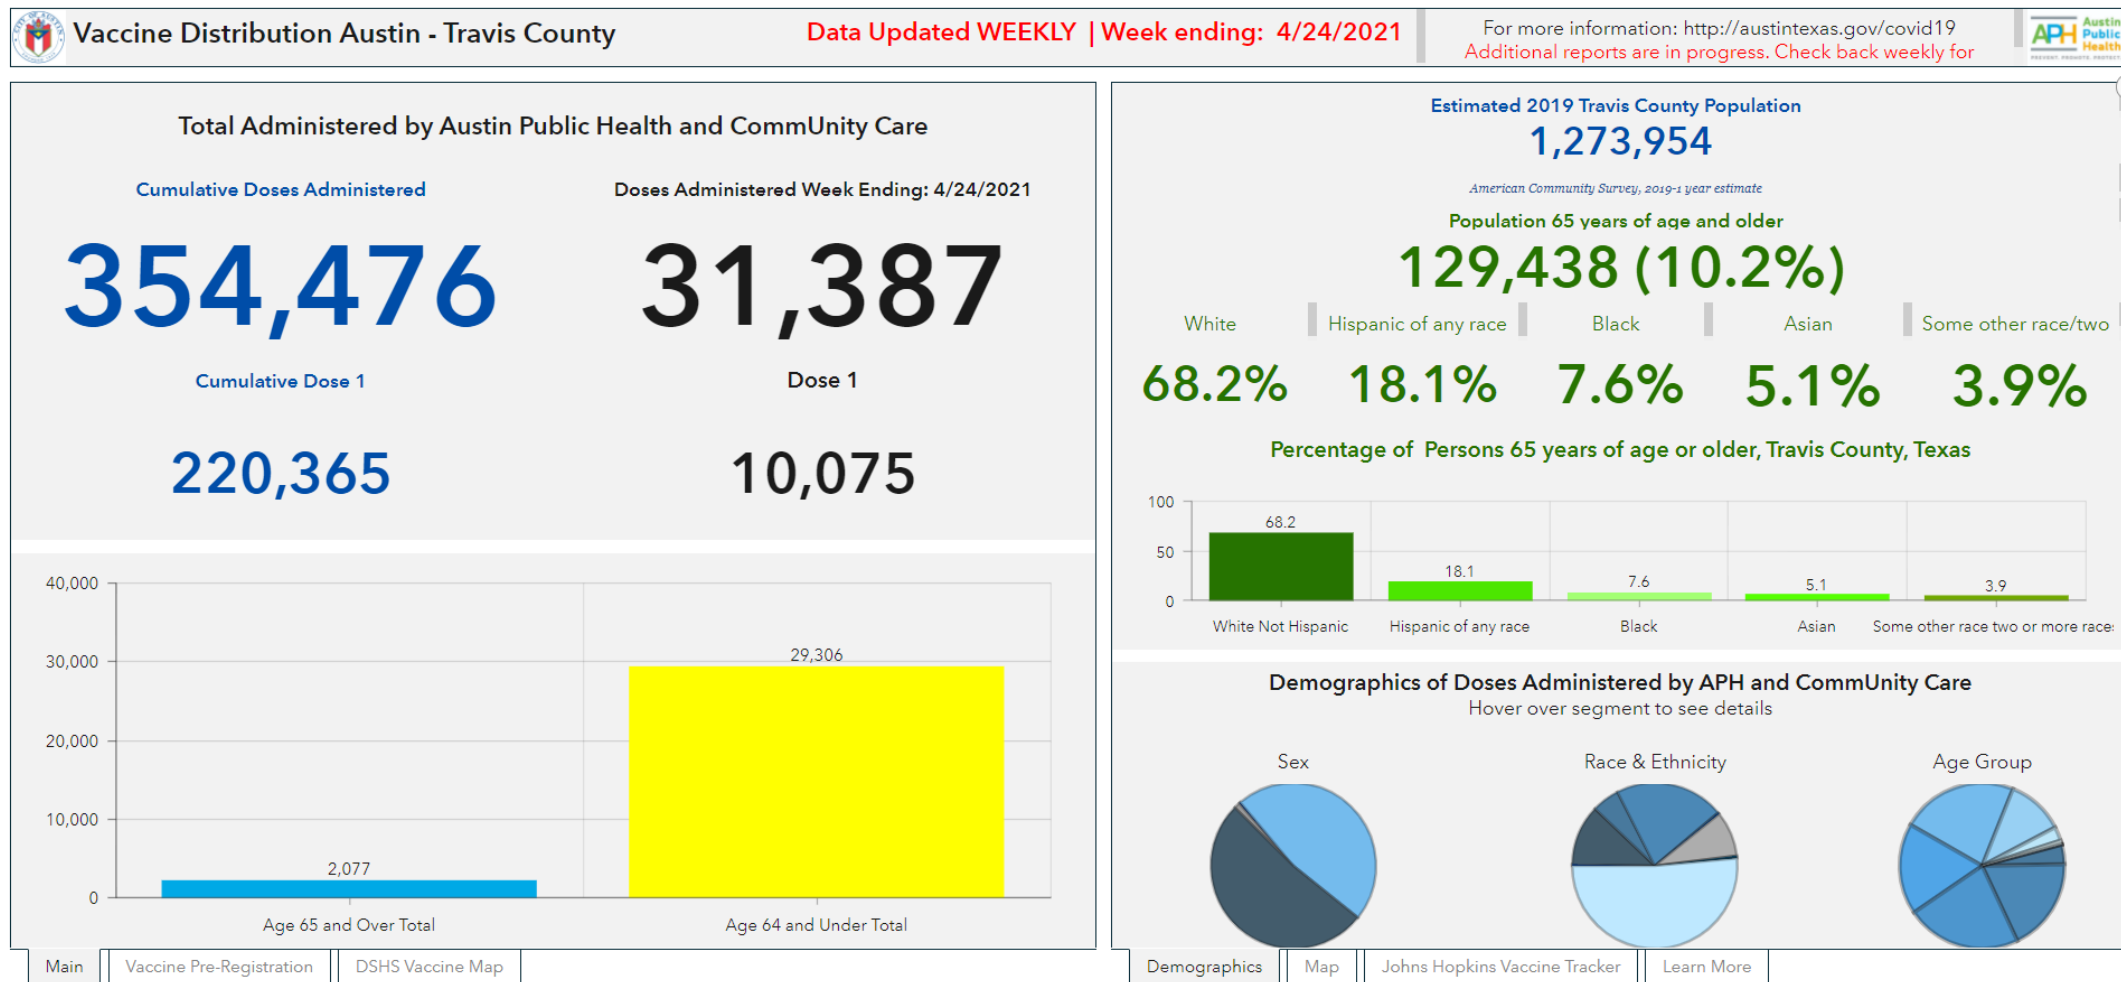 Vaccine Distribution Austin - Travis County
Data Updated WEEKLY | Week ending: 4/24/2021
For more information: http://austintexas.gov/covid19
Additional reports are in progress. Check back weekly for
APH Austin
Public
Health
PREVENT. PROMOTE. PROTECT.
Total Administered by Austin Public Health and CommUnity Care
Cumulative Doses Administered
354,476
Cumulative Dose 1
220,365
Doses Administered Week Ending: 4/24/2021
31,387
Dose 1
10,075
40,000
30,000
20,000
10,000
0
2,077
29,306
Age 65 and Over Total
Age 64 and Under Total
Main
Vaccine Pre-Registration
DSHS Vaccine Map
Estimated 2019 Travis County Population
1,273,954
American Community Survey, 2019-1 year estimate
Population 65 years of age and older
129,438 (10.2%)
White
Hispanic of any race
Black
Asian
Some other race/two
68.2%
18.1%
7.6%
5.1%
3.9%
Percentage of Persons 65 years of age or older, Travis County, Texas
100
50
0
68.2
18.1
7.6
5.1
3.9
White Not Hispanic
Hispanic of any race
Black
Asian
Some other race two or more race
Demographics of Doses Administered by APH and CommUnity Care
Hover over segment to see details
Sex
Race & Ethnicity
Age Group
Demographics
Map
Johns Hopkins Vaccine Tracker
Learn More